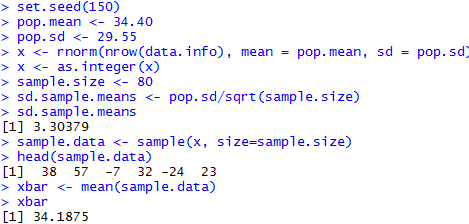 > set.seed(150)
> pop.mean <- 34.40
> pop.sd <- 29.55
> x <- rnorm(nrow(data.info), mean = pop.mean, sd = pop.sd)
> x <- as.integer(x)
> sample.size <- 80
> sd.sample.means <- pop.sd/sqrt(sample.size)
> sd.sample.means
[1] 3.30379
> sample.data <- sample(x, size=sample.size)
> head(sample.data)
[1]  38  57  -7  32 -24  23
> xbar <- mean(sample.data)
> xbar
[1] 34.1875